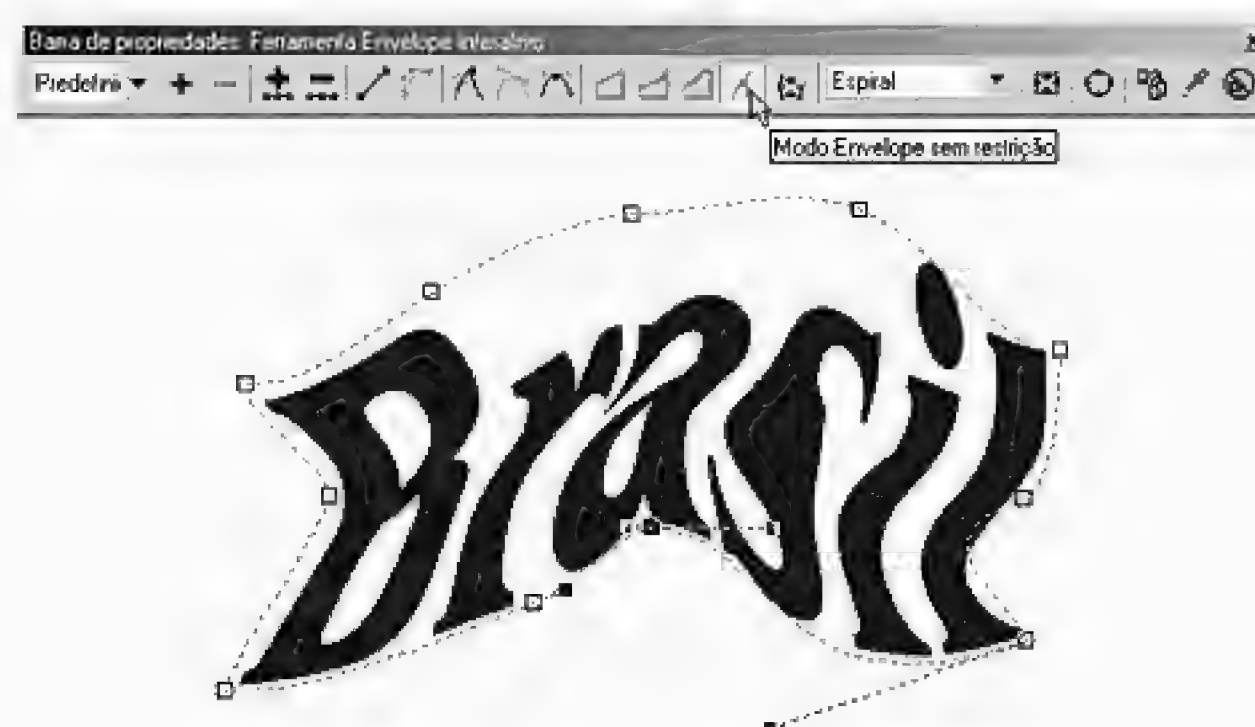 Barra de propriedades: Ferramenta Envelope interativo
Predefini Espiral
Modo Envelope sem restrição
Brasil